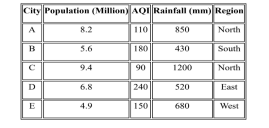 City Population (Million) AQI Rainfall (mm) Region
A 8.2 110 850 North
B 5.6 180 430 South
C 9.4 90 1200 North
D 6.8 240 520 East
E 4.9 150 680 West